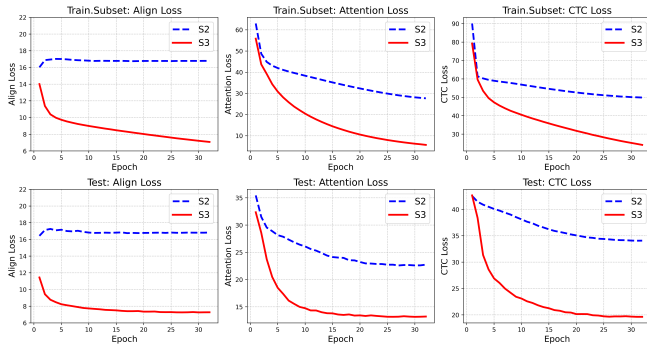 Train.Subset: Align Loss
Align Loss
22
20
18
16
14
12
10
8
6
0 5 10 15 20 25 30
Epoch
S2
S3
Train.Subset: Attention Loss
Attention Loss
60
50
40
30
20
10
0 5 10 15 20 25 30
Epoch
S2
S3
Train.Subset: CTC Loss
CTC Loss
90
80
70
60
50
40
30
0 5 10 15 20 25 30
Epoch
S2
S3
Test: Align Loss
Align Loss
22
20
18
16
14
12
10
8
6
0 5 10 15 20 25 30
Epoch
S2
S3
Test: Attention Loss
Attention Loss
35
30
25
20
15
0 5 10 15 20 25 30
Epoch
S2
S3
Test: CTC Loss
CTC Loss
40
35
30
25
20
0 5 10 15 20 25 30
Epoch
S2
S3